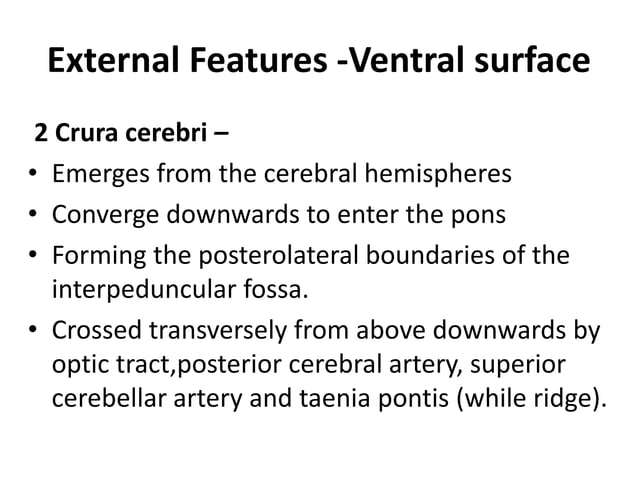 External Features -Ventral surface
2 Crura cerebri –
• Emerges from the cerebral hemispheres
• Converge downwards to enter the pons
• Forming the posterolateral boundaries of the
interpeduncular fossa.
• Crossed transversely from above downwards by
optic tract,posterior cerebral artery, superior
cerebellar artery and taenia pontis (while ridge).